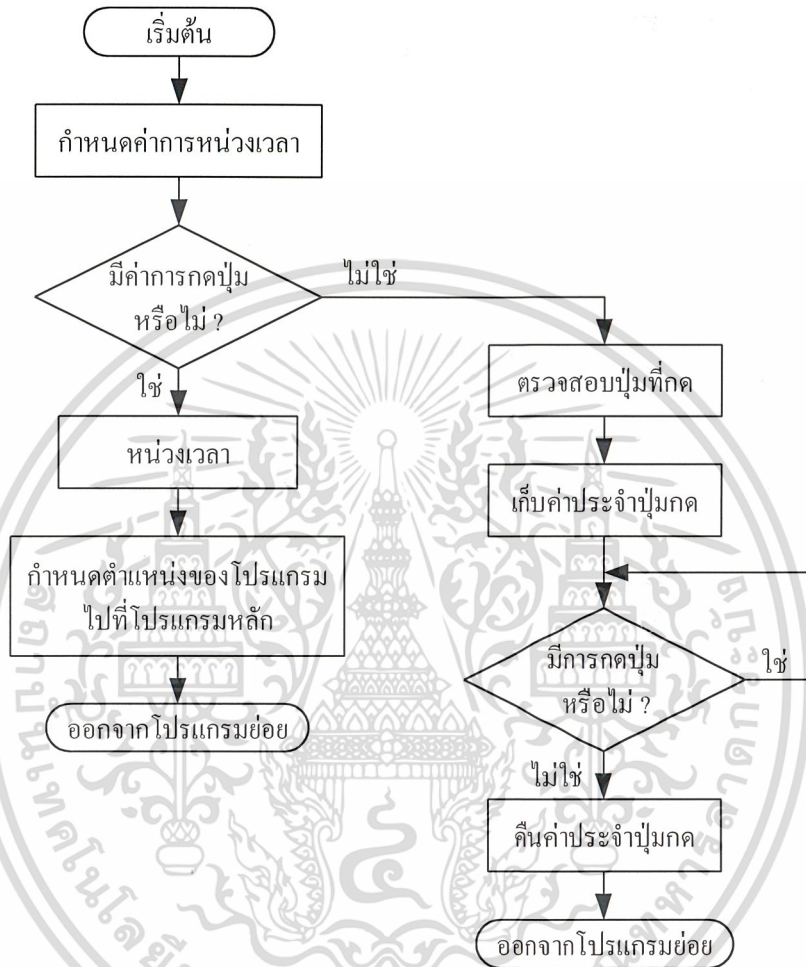 เริ่มต้น
กำหนดค่าการหน่วงเวลา
มีค่าการกดปุ่ม
หรือไม่ ?
ไม่ใช่
ใช่
หน่วงเวลา
กำหนดตำแหน่งของโปรแกรม
ไปที่โปรแกรมหลัก
ออกจากโปรแกรมย่อย
ตรวจสอบปุ่มที่กด
เก็บค่าประจำปุ่มกด
มีการกดปุ่ม
หรือไม่ ?
ใช่
ไม่ใช่
คืนค่าประจำปุ่มกด
ออกจากโปรแกรมย่อย